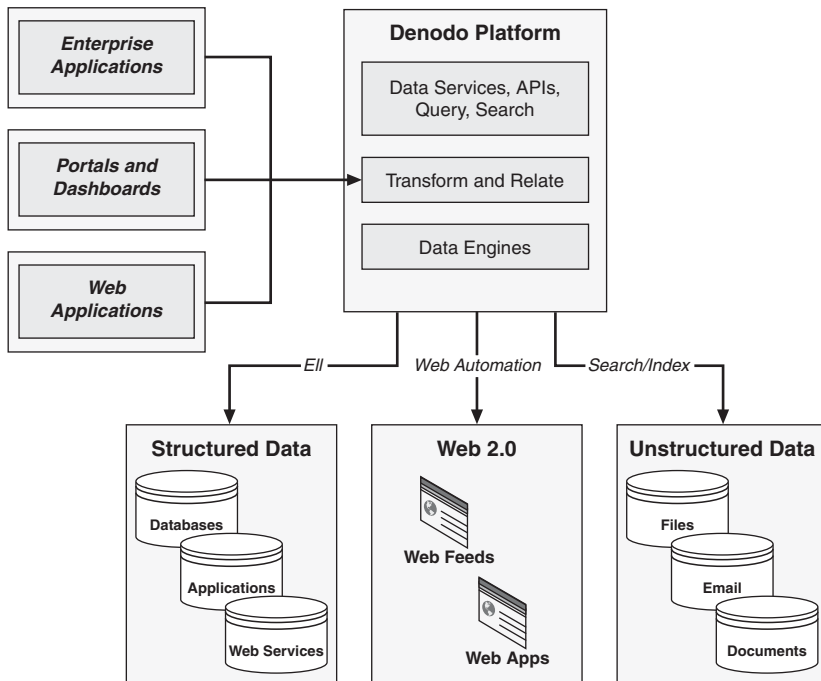 Enterprise
Applications
Portals and
Dashboards
Web
Applications
Denodo Platform
Data Services, APIs,
Query, Search
Transform and Relate
Data Engines
Ell
Web Automation
Search/Index
Structured Data
Databases
Applications
Web Services
Web 2.0
Web Feeds
Web Apps
Unstructured Data
Files
Email
Documents